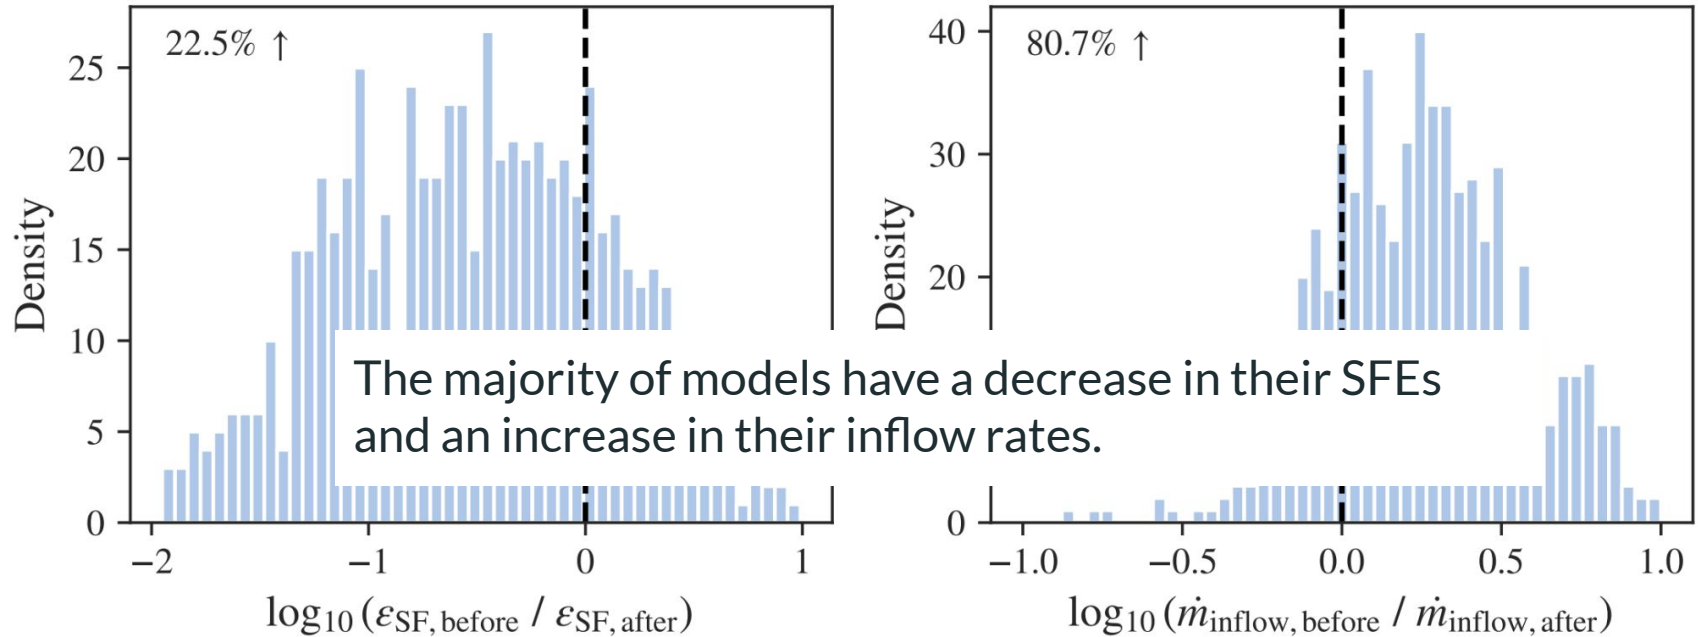 22.5% ↑
25
20
15
10
5
0
Density
−2 −1 0 1
log10 (εSF, before / εSF, after)
80.7% ↑
40
30
20
0
Density
−1.0 −0.5 0.0 0.5 1.0
log10 (ṁinflow, before / ṁinflow, after)
The majority of models have a decrease in their SFEs
and an increase in their inflow rates.